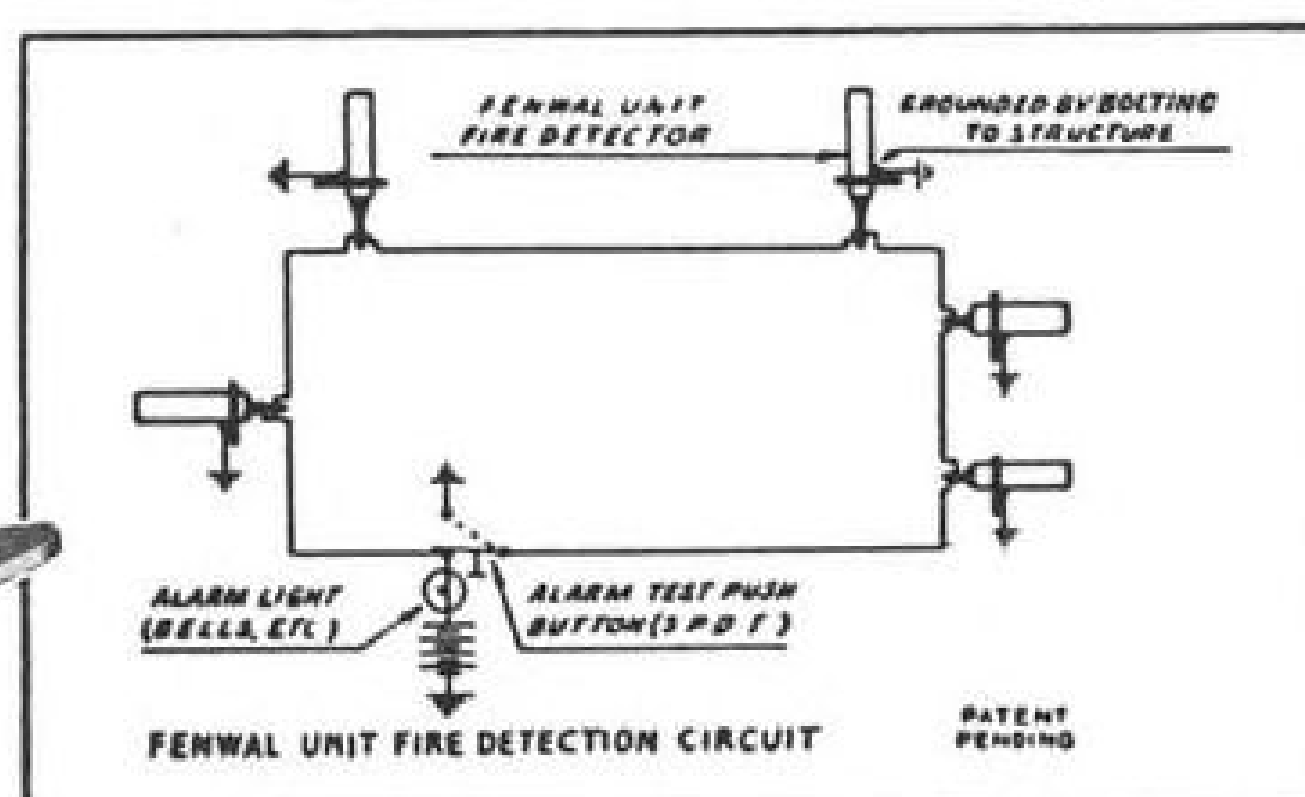 FENWAL UNIT
FIRE DETECTOR
GROUNDED BY BOLTING
TO STRUCTURE
ALARM LIGHT
(BELLS, ETC)
ALARM TEST PUSH
BUTTON (S P D T)
FENWAL UNIT FIRE DETECTION CIRCUIT
PATENT
PENDING